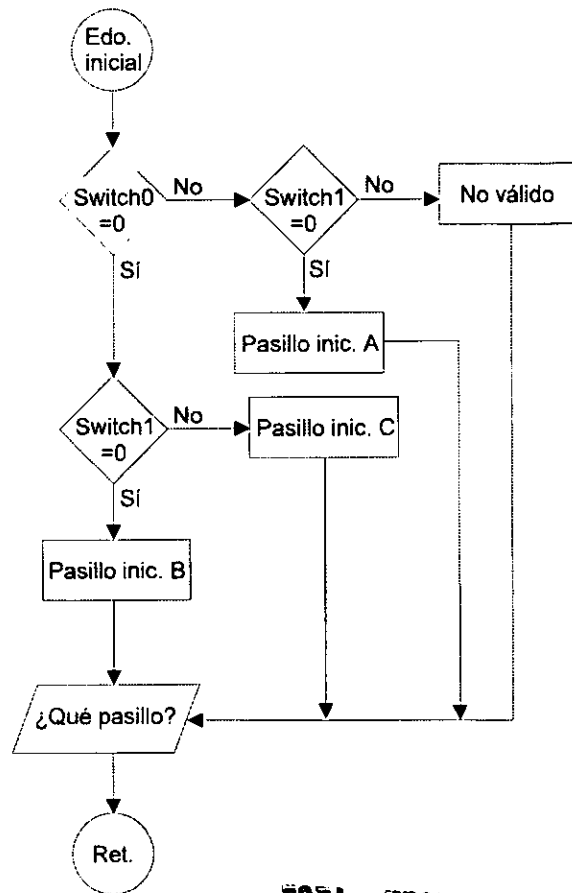 Edo.
inicial
Switch0
=0
No
Switch1
=0
No
No válido
Sí
Sí
Pasillo inic. A
Switch1
=0
No
Pasillo inic. C
Sí
Pasillo inic. B
¿Qué pasillo?
Ret.